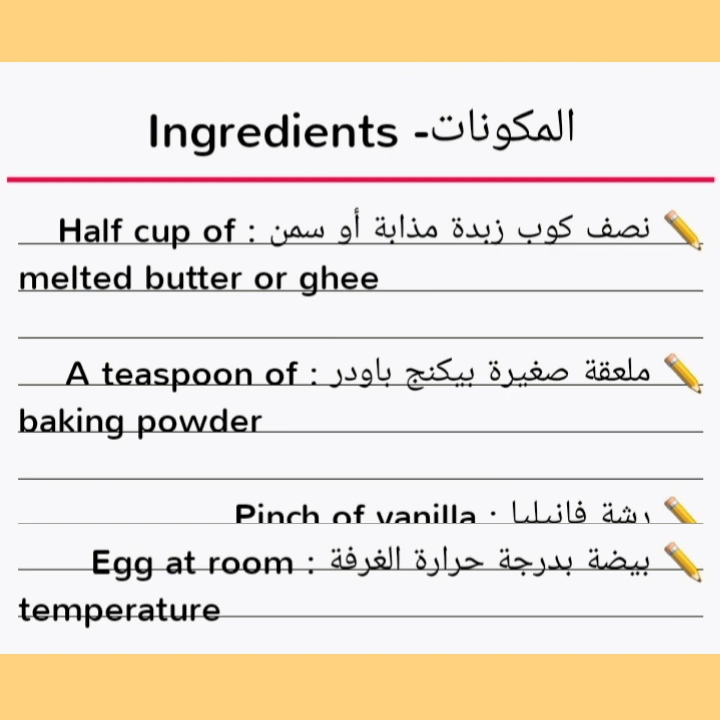 Ingredients -المكونات
نصف كوب زبدة مذابة أو سمن : Half cup of
melted butter or ghee
ملعقة صغيرة بيكنج باودر : A teaspoon of
baking powder
رشة فانيليا : Pinch of vanilla
بيضة بدرجة حرارة الغرفة : Egg at room
temperature